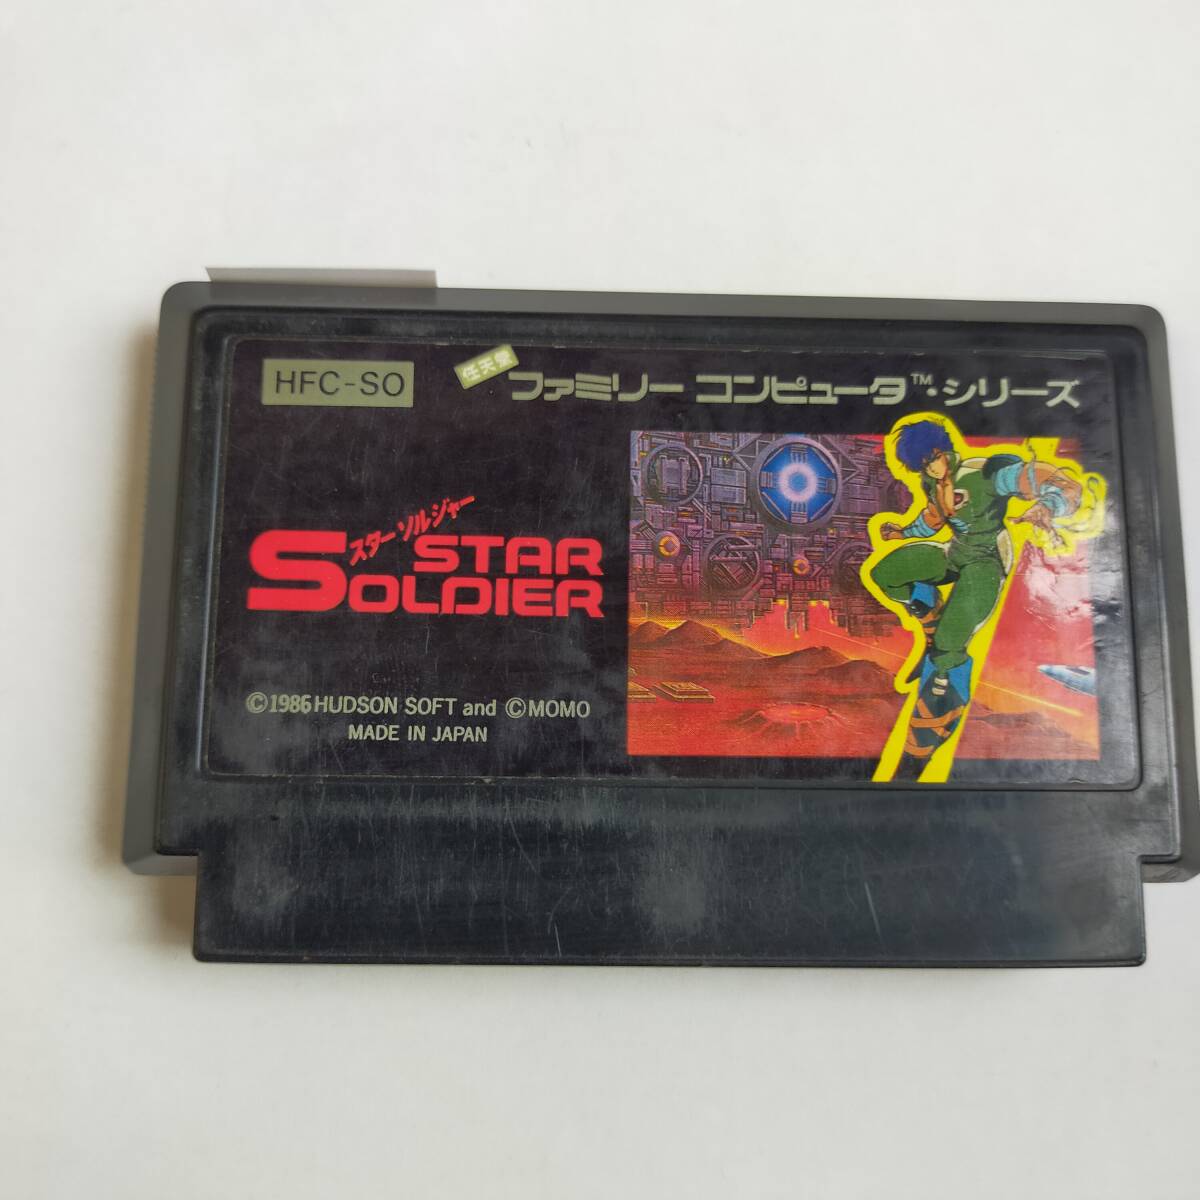 HFC-SO
任天堂 ファミリー コンピュータ™・シリーズ
スターソルジャー
STAR
SOLDIER
©1986 HUDSON SOFT and ©MOMO
MADE IN JAPAN